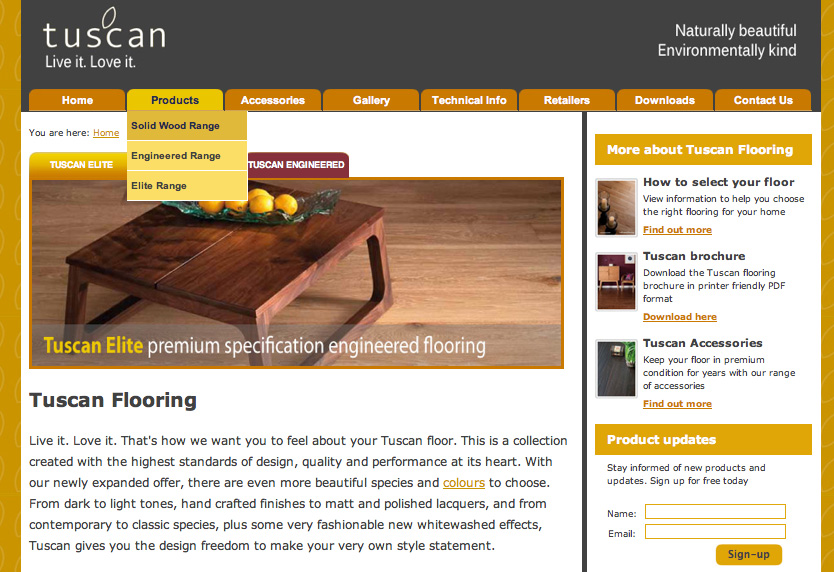 tuscan
Live it. Love it.
Naturally beautiful
Environmentally kind
Home
Products
Accessories
Gallery
Technical Info
Retailers
Downloads
Contact Us
Solid Wood Range
Engineered Range
Elite Range
You are here: Home
TUSCAN ELITE
TUSCAN ENGINEERED
Tuscan Elite premium specification engineered flooring
Tuscan Flooring
Live it. Love it. That's how we want you to feel about your Tuscan floor. This is a collection
created with the highest standards of design, quality and performance at its heart. With
our newly expanded offer, there are even more beautiful species and colours to choose.
From dark to light tones, hand crafted finishes to matt and polished lacquers, and from
contemporary to classic species, plus some very fashionable new whitewashed effects,
Tuscan gives you the design freedom to make your very own style statement.
More about Tuscan Flooring
How to select your floor
View information to help you choose
the right flooring for your home
Find out more
Tuscan brochure
Download the Tuscan flooring
brochure in printer friendly PDF
format
Download here
Tuscan Accessories
Keep your floor in premium
condition for years with our range
of accessories
Find out more
Product updates
Stay informed of new products and
updates. Sign up for free today
Name:
Email:
Sign-up